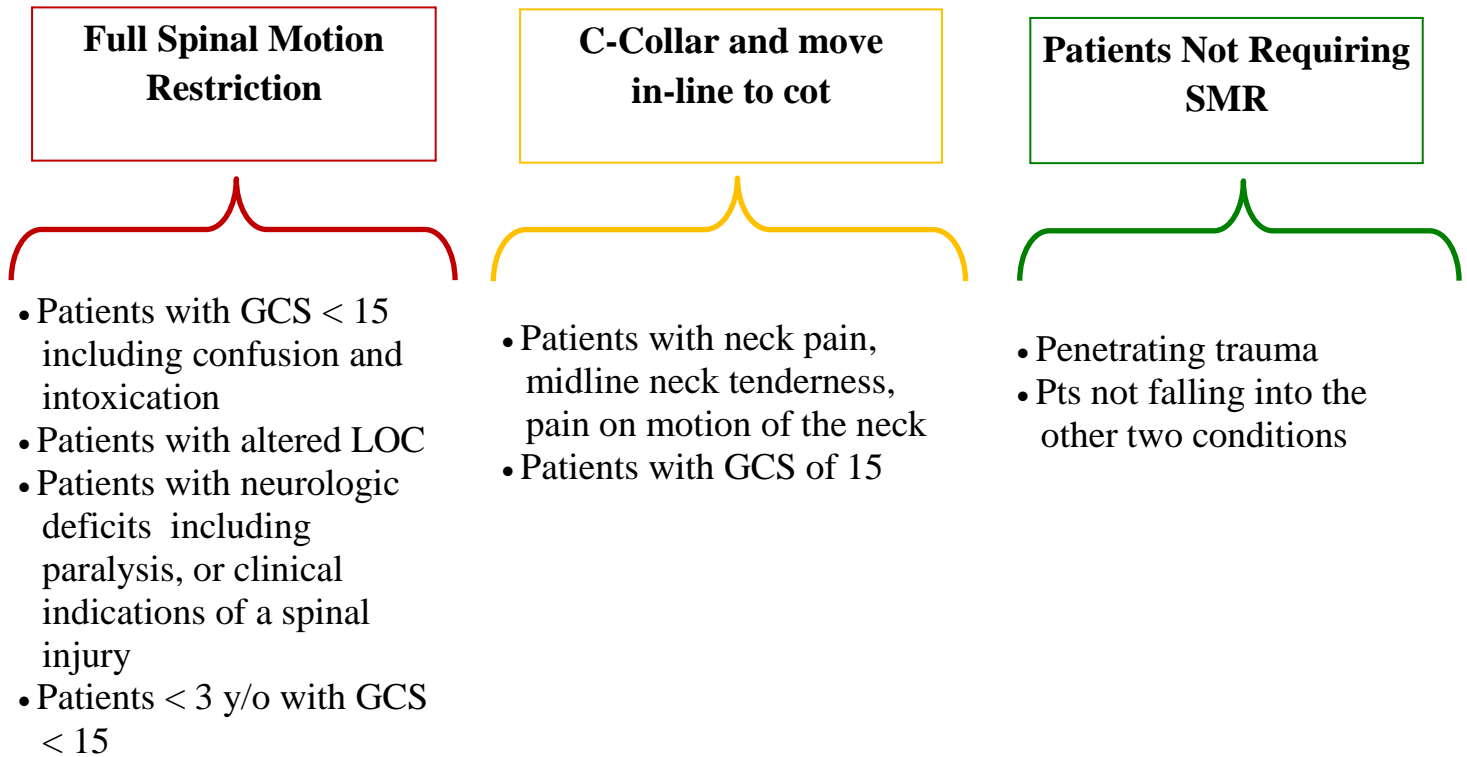 Full Spinal Motion
Restriction
• Patients with GCS < 15
including confusion and
intoxication
• Patients with altered LOC
• Patients with neurologic
deficits including
paralysis, or clinical
indications of a spinal
injury
• Patients < 3 y/o with GCS
< 15
C-Collar and move
in-line to cot
• Patients with neck pain,
midline neck tenderness,
pain on motion of the neck
• Patients with GCS of 15
Patients Not Requiring
SMR
• Penetrating trauma
• Pts not falling into the
other two conditions